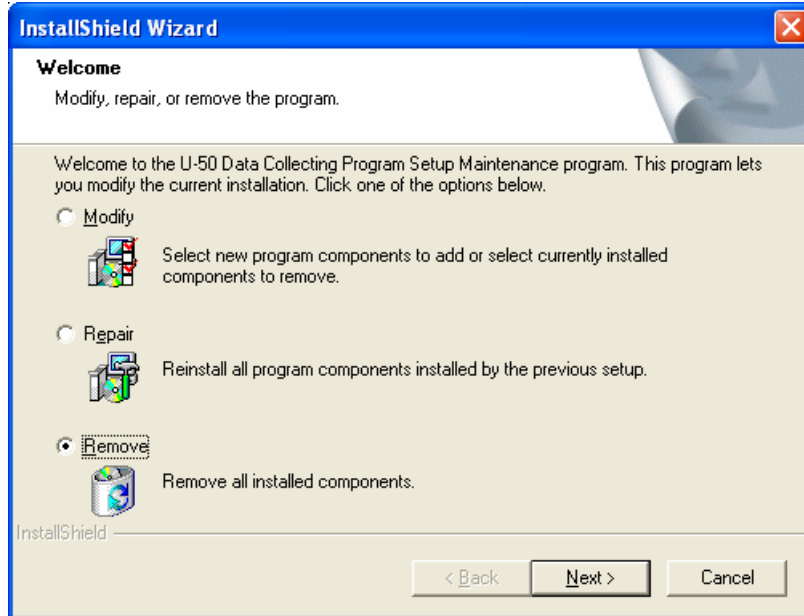 InstallShield Wizard
Welcome
Modify, repair, or remove the program.
Welcome to the U-50 Data Collecting Program Setup Maintenance program. This program lets
you modify the current installation. Click one of the options below.
Modify
Select new program components to add or select currently installed
components to remove.
Repair
Reinstall all program components installed by the previous setup.
Remove
Remove all installed components.
InstallShield
< Back
Next >
Cancel